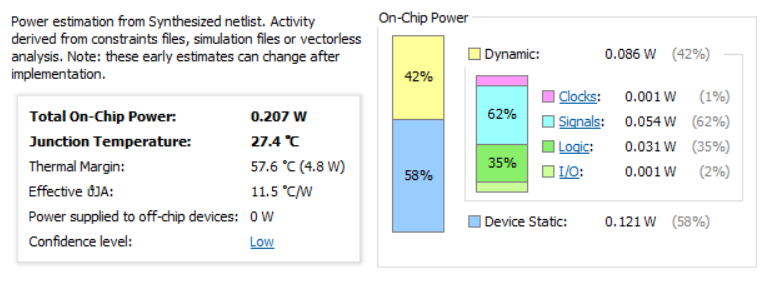 Power estimation from Synthesized netlist. Activity
derived from constraints files, simulation files or vectorless
analysis. Note: these early estimates can change after
implementation.
Total On-Chip Power: 0.207 W
Junction Temperature: 27.4 °C
Thermal Margin: 57.6 °C (4.8 W)
Effective ϑJA: 11.5 °C/W
Power supplied to off-chip devices: 0 W
Confidence level: Low
On-Chip Power
42%
58%
Dynamic: 0.086 W (42%)
62%
35%
Clocks: 0.001 W (1%)
Signals: 0.054 W (62%)
Logic: 0.031 W (35%)
I/O: 0.001 W (2%)
Device Static: 0.121 W (58%)